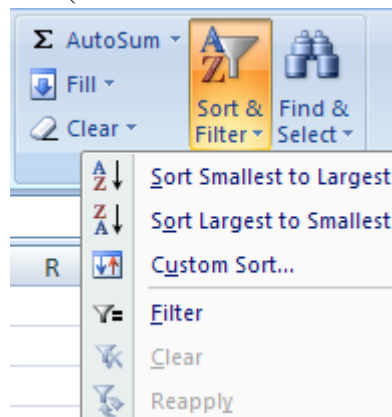 Σ AutoSum
Fill
Clear
Sort &
Filter
Find &
Select
Sort Smallest to Largest
Sort Largest to Smallest
Custom Sort...
R
Filter
Clear
Reapply